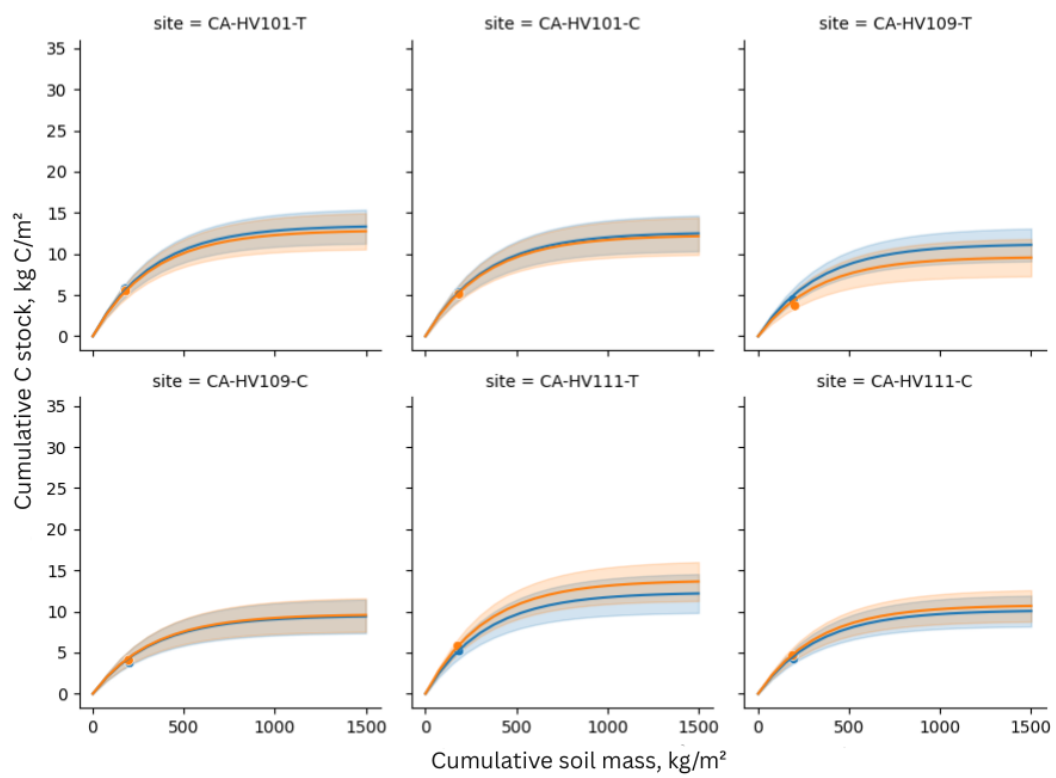 site = CA-HV101-T
site = CA-HV101-C
site = CA-HV109-T
35
30
25
20
15
10
5
0
site = CA-HV109-C
site = CA-HV111-T
site = CA-HV111-C
35
30
25
20
15
10
5
0
0 500 1000 1500
0 500 1000 1500
0 500 1000 1500
Cumulative C stock, kg C/m²
Cumulative soil mass, kg/m²